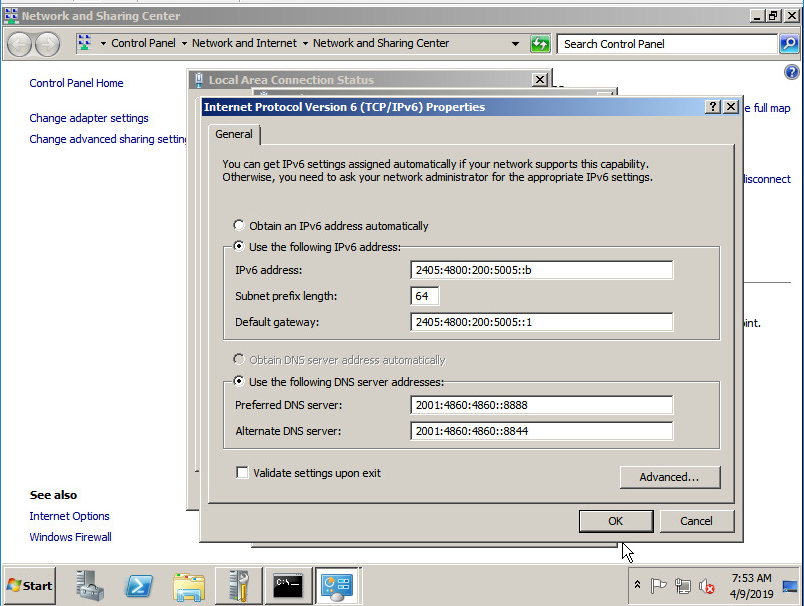 Network and Sharing Center
Control Panel Network and Internet Network and Sharing Center
Search Control Panel
Control Panel Home
Change adapter settings
Change advanced sharing settin
Local Area Connection Status
e full map
isconnect
int.
Internet Protocol Version 6 (TCP/IPv6) Properties
General
You can get IPv6 settings assigned automatically if your network supports this capability.
Otherwise, you need to ask your network administrator for the appropriate IPv6 settings.
Obtain an IPv6 address automatically
Use the following IPv6 address:
IPv6 address: 2405:4800:200:5005::b
Subnet prefix length: 64
Default gateway: 2405:4800:200:5005::1
Obtain DNS server address automatically
Use the following DNS server addresses:
Preferred DNS server: 2001:4860:4860::8888
Alternate DNS server: 2001:4860:4860::8844
Validate settings upon exit
Advanced...
OK Cancel
See also
Internet Options
Windows Firewall
Start
C:\
7:53 AM
4/9/2019